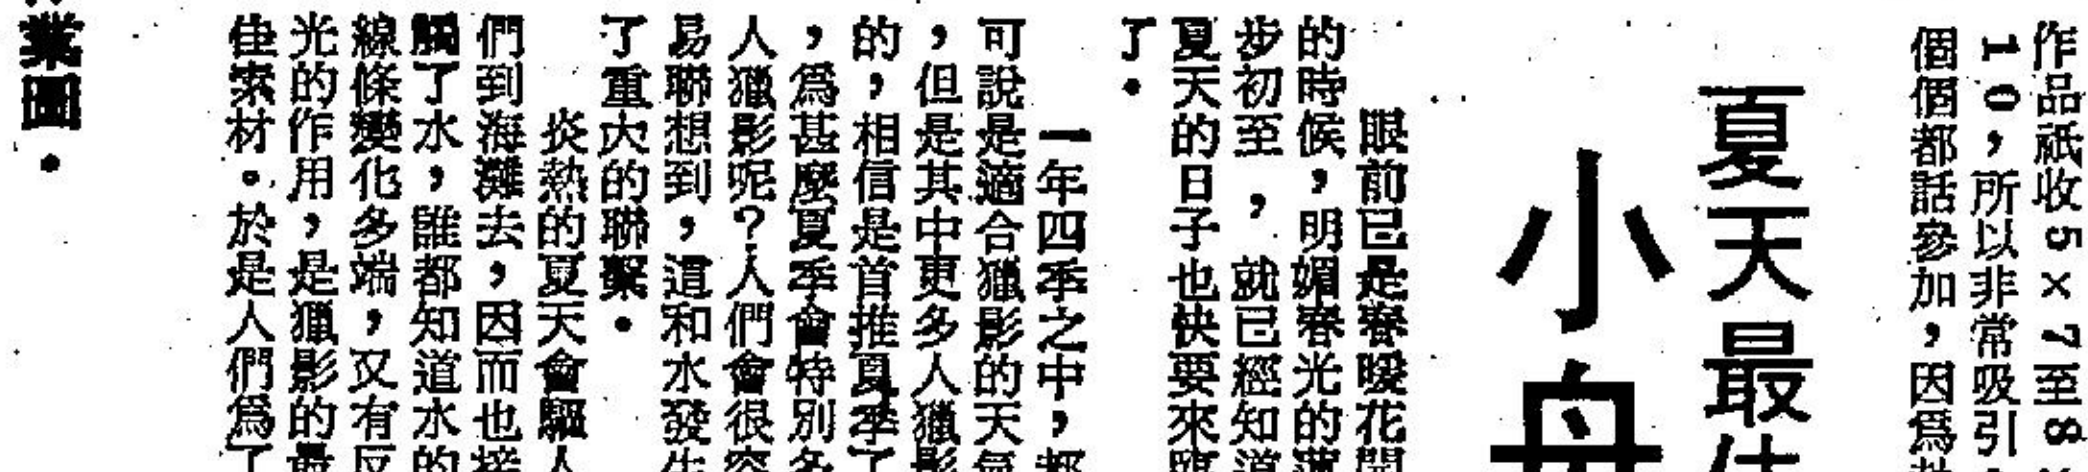 作品祇收5×7至8×
10,所以非常吸引
個個都話參加,因為
夏天最佳
小舟
眼前已是春暖花開
的時候,明媚春光的
步初至,就已經知道
夏天的日子也快要來臨
了。
一年四季之中,都
可說是適合獵影的天氣
,但是其中更多人獵影
的,相信是首推夏季了
,爲甚麼夏季會特別多
人獵影呢?人們會很容
易聯想到,這和水發生
了重大的聯繫。
炎熱的夏天會驅人
們到海灘去,因而也接
觸了水,誰都知道水的
線條變化多端,又有反
光的作用,是獵影的最
佳索材。於是人們爲了
業圖。